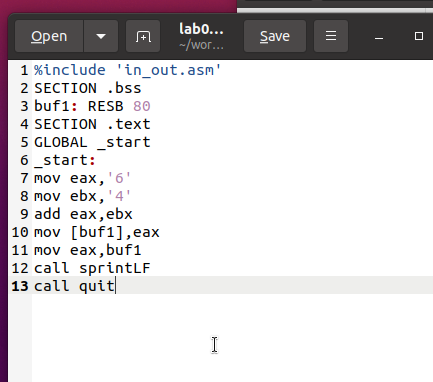 Open
lab0...
~/wor...
Save
1 %include 'in_out.asm'
2 SECTION .bss
3 buf1: RESB 80
4 SECTION .text
5 GLOBAL _start
6 _start:
7 mov eax,'6'
8 mov ebx,'4'
9 add eax,ebx
10 mov [buf1],eax
11 mov eax,buf1
12 call sprintLF
13 call quit